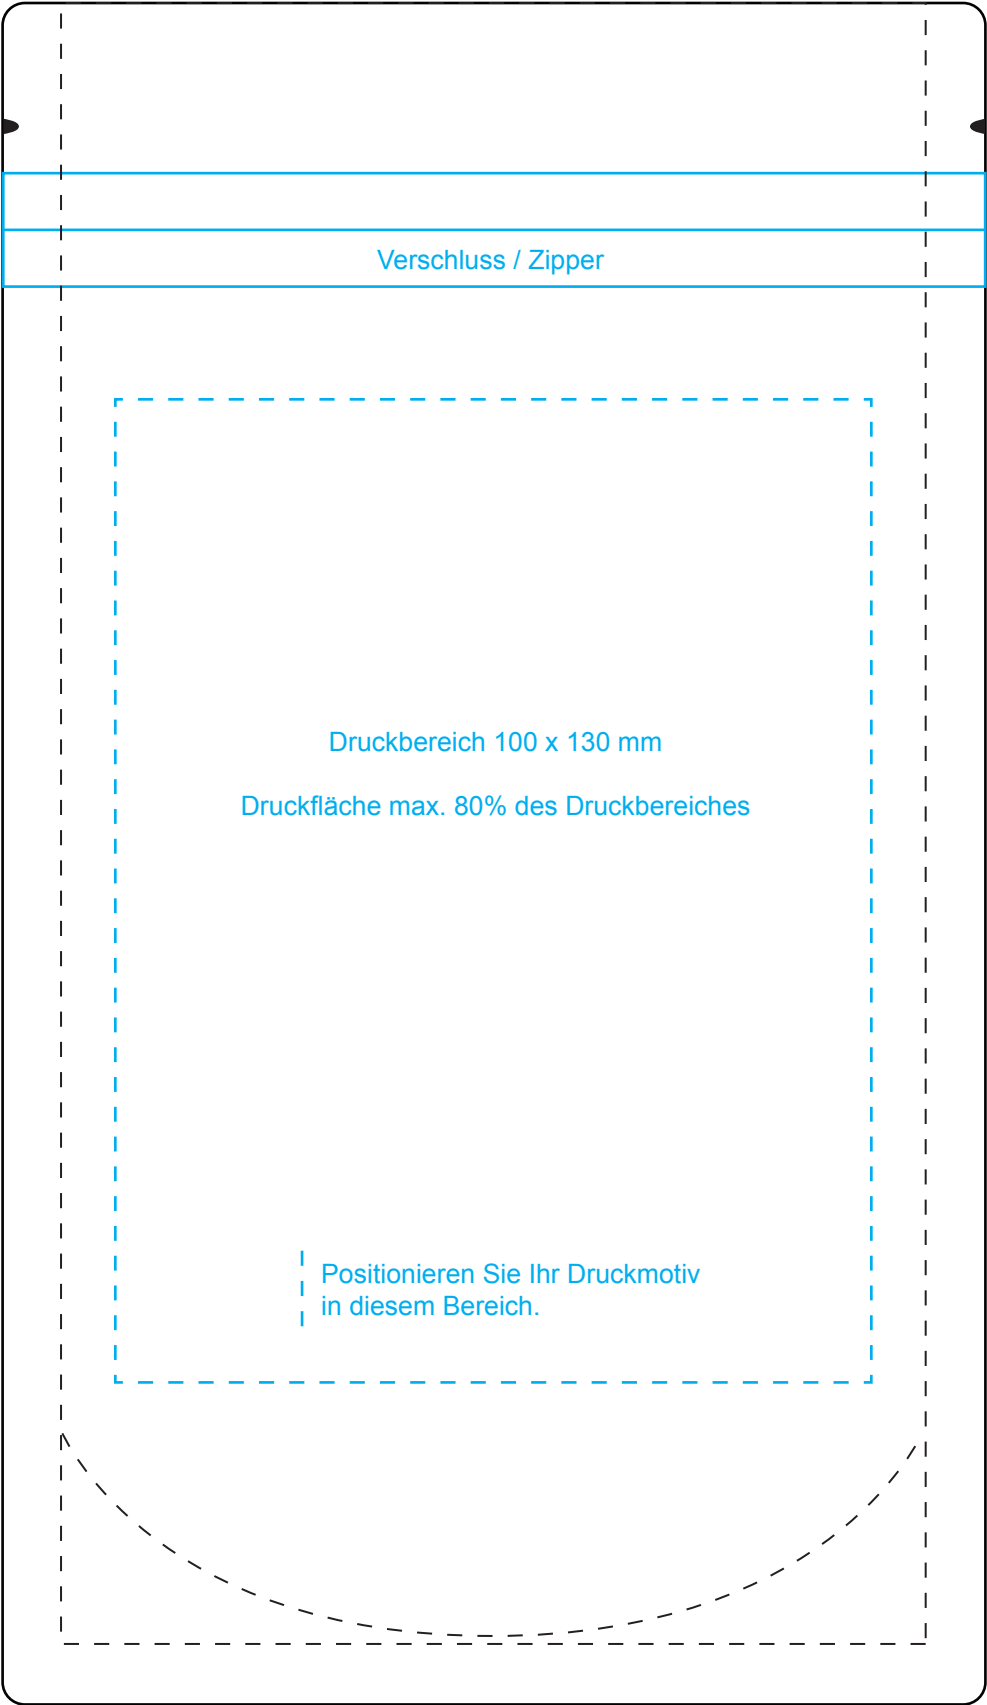 Verschluss / Zipper
Druckbereich 100 x 130 mm
Druckfläche max. 80% des Druckbereiches
Positionieren Sie Ihr Druckmotiv
in diesem Bereich.